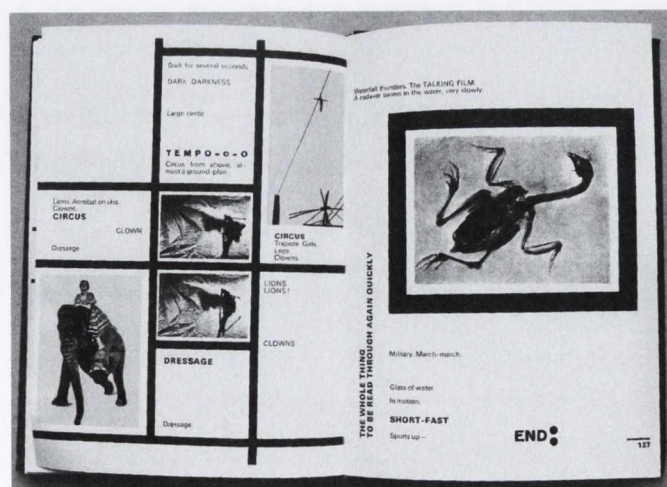 Dark for several seconds.
DARK DARKNESS
Large circle
TEMPO-o-o
Circus from above, al-
most a ground-plan
Lions. Acrobat on skis.
Clowns.
CIRCUS
CLOWN
Dressage
CIRCUS
Trapeze. Girls.
Legs
Clowns.
LIONS
LIONS!
CLOWNS
DRESSAGE
Dressage.
Waterfall thunders. The TALKING FILM.
A cadaver swims in the water, very slowly.
THE WHOLE THING
TO BE READ THROUGH AGAIN QUICKLY
Military. March-march.
Glass of water.
In motion.
SHORT-FAST
Spurts up –
END:
137